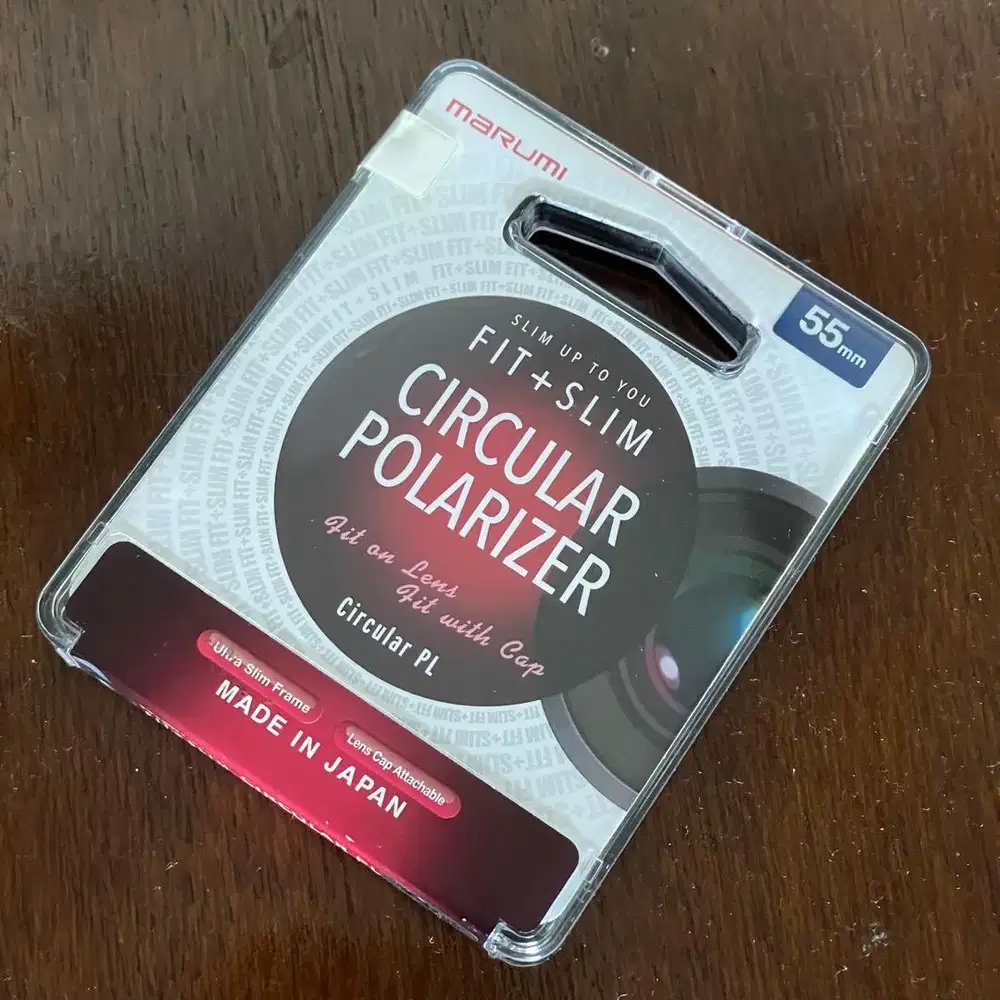 marumi
55mm
SLIM UP TO YOU
FIT+SLIM
CIRCULAR
POLARIZER
Fit on Lens
Fit with Cap
Circular PL
Ultra Slim Frame
Lens Cap Attachable
MADE IN JAPAN